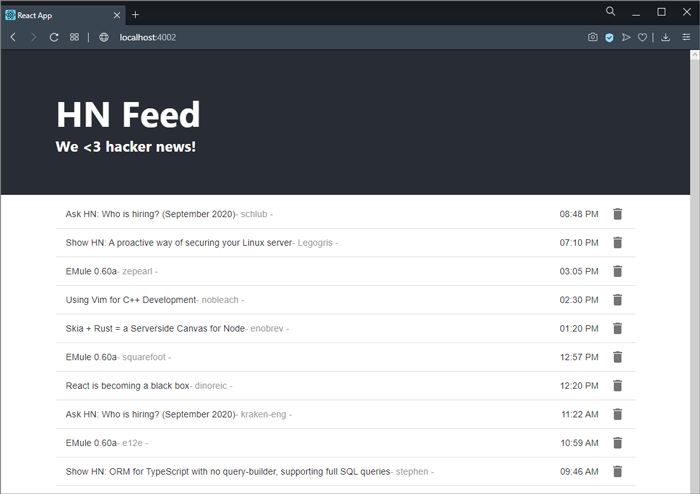 React App
localhost:4002
HN Feed
We <3 hacker news!
Ask HN: Who is hiring? (September 2020)- schlub - 08:48 PM
Show HN: A proactive way of securing your Linux server- Legogris - 07:10 PM
EMule 0.60a- zepearl - 03:05 PM
Using Vim for C++ Development- nobleach - 02:30 PM
Skia + Rust = a Serverside Canvas for Node- enobrev - 01:20 PM
EMule 0.60a- squarefoot - 12:57 PM
React is becoming a black box- dinoreic - 12:20 PM
Ask HN: Who is hiring? (September 2020)- kraken-eng - 11:22 AM
EMule 0.60a- e12e - 10:59 AM
Show HN: ORM for TypeScript with no query-builder, supporting full SQL queries- stephen - 09:46 AM